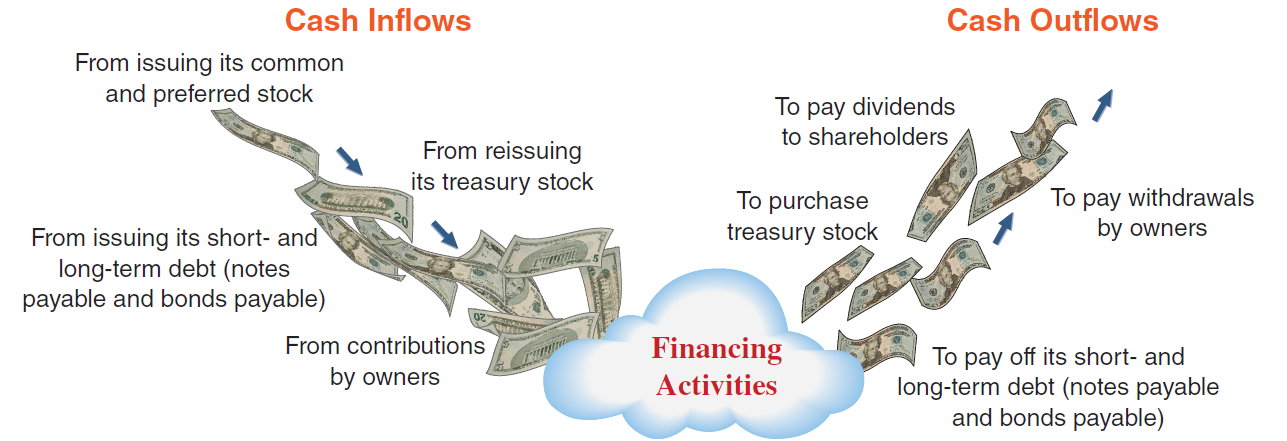 Cash Inflows
From issuing its common
and preferred stock
From reissuing
its treasury stock
From issuing its short- and
long-term debt (notes
payable and bonds payable)
From contributions
by owners
20
5
20
Financing
Activities
Cash Outflows
To pay dividends
to shareholders
To purchase
treasury stock
To pay withdrawals
by owners
To pay off its short- and
long-term debt (notes payable
and bonds payable)